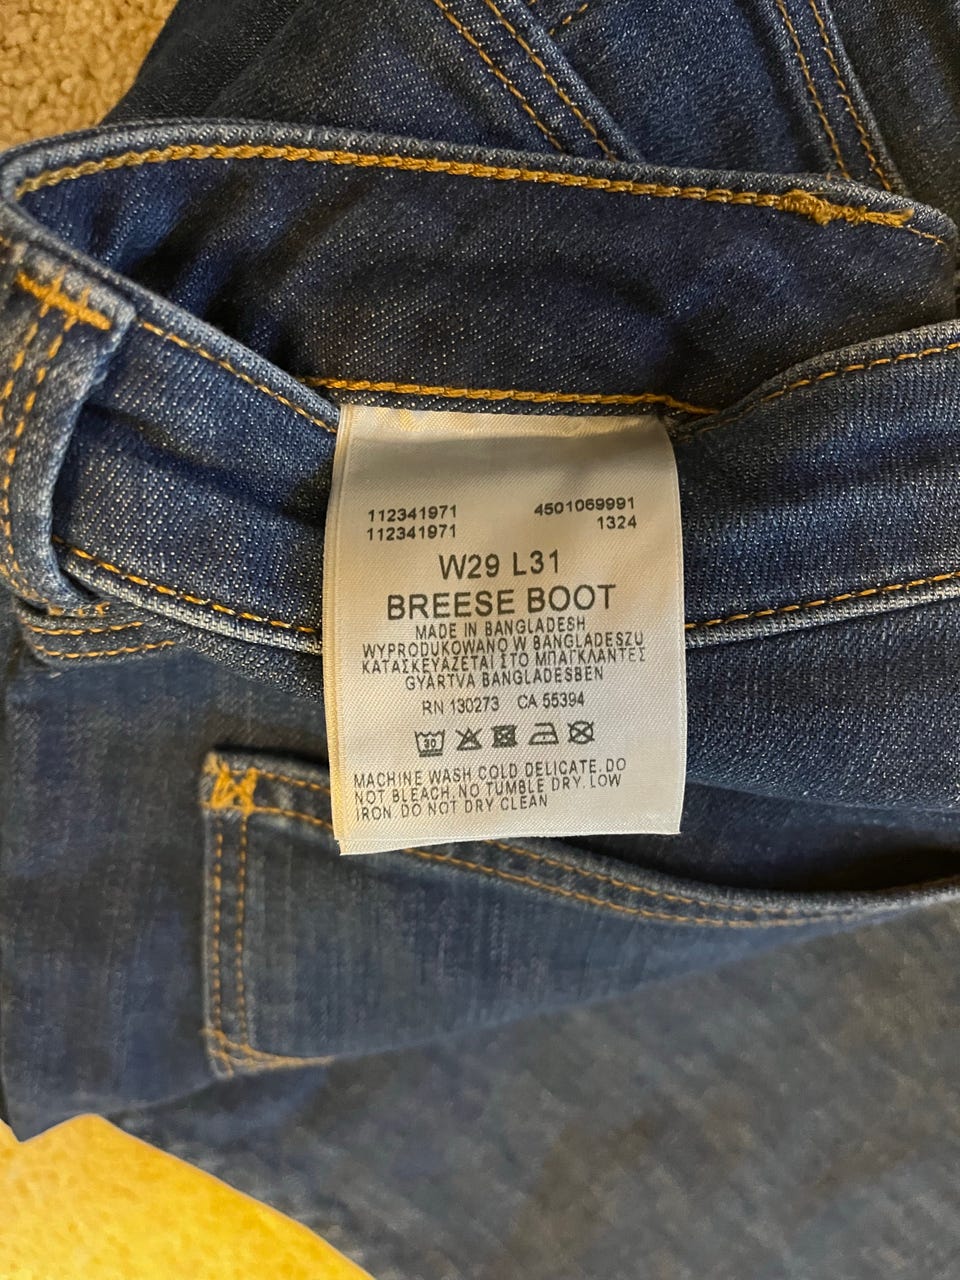 112341971 4501069991
112341971 1324
W29 L31
BREESE BOOT
MADE IN BANGLADESH
WYPRODUKOWANO W BANGLADESZU
ΚΑΤΑΣΚΕΥΑΖΕΤΑΙ ΣΤΟ ΜΠΑΓΚΛΑΝΤΕΣ
GYÁRTVA BANGLADESBEN
RN 130273 CA 55394
30
MACHINE WASH COLD DELICATE. DO
NOT BLEACH. NO TUMBLE DRY. LOW
IRON. DO NOT DRY CLEAN